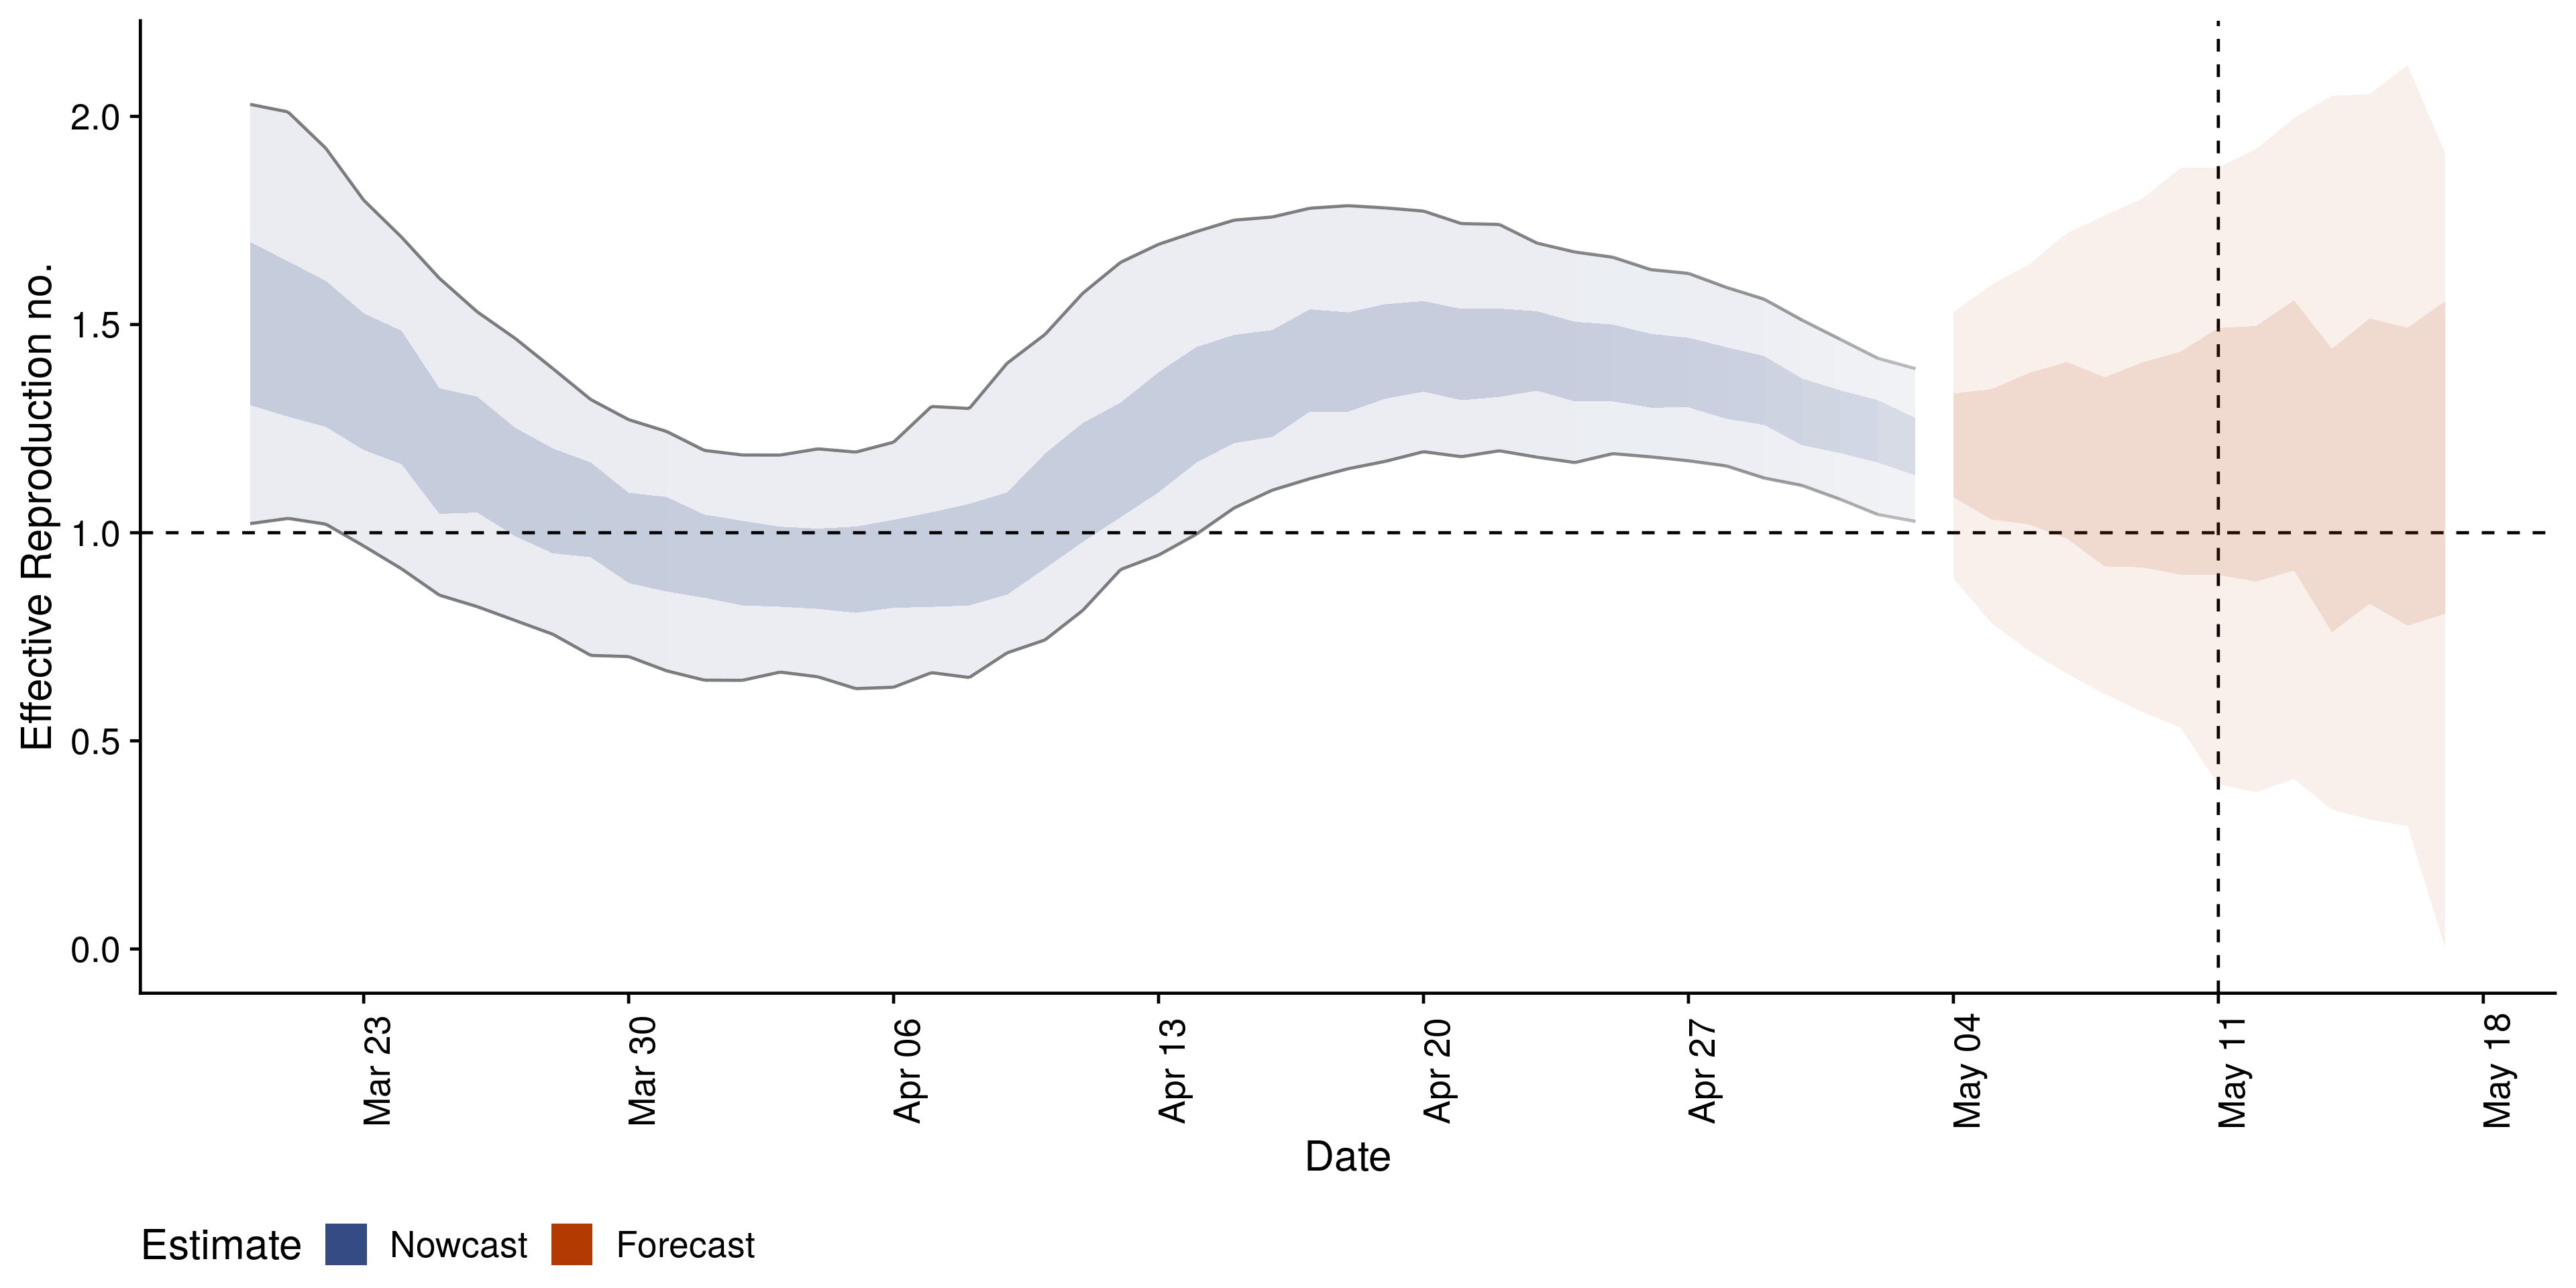 Effective Reproduction no.
2.0
1.5
1.0
0.5
0.0
Mar 23
Mar 30
Apr 06
Apr 13
Apr 20
Apr 27
May 04
May 11
May 18
Date
Estimate Nowcast Forecast